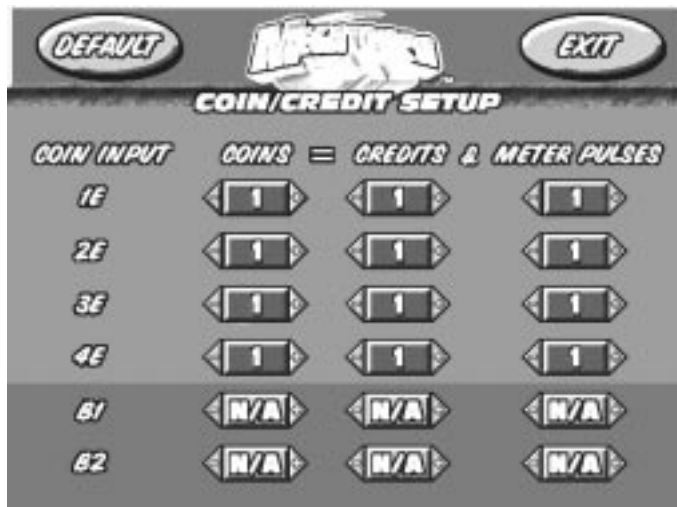 DEFAULT
EXIT
™
COIN/CREDIT SETUP
COIN INPUT COINS = CREDITS & METER PULSES
1E 1 1 1
2E 1 1 1
3E 1 1 1
4E 1 1 1
B1 N/A N/A N/A
B2 N/A N/A N/A